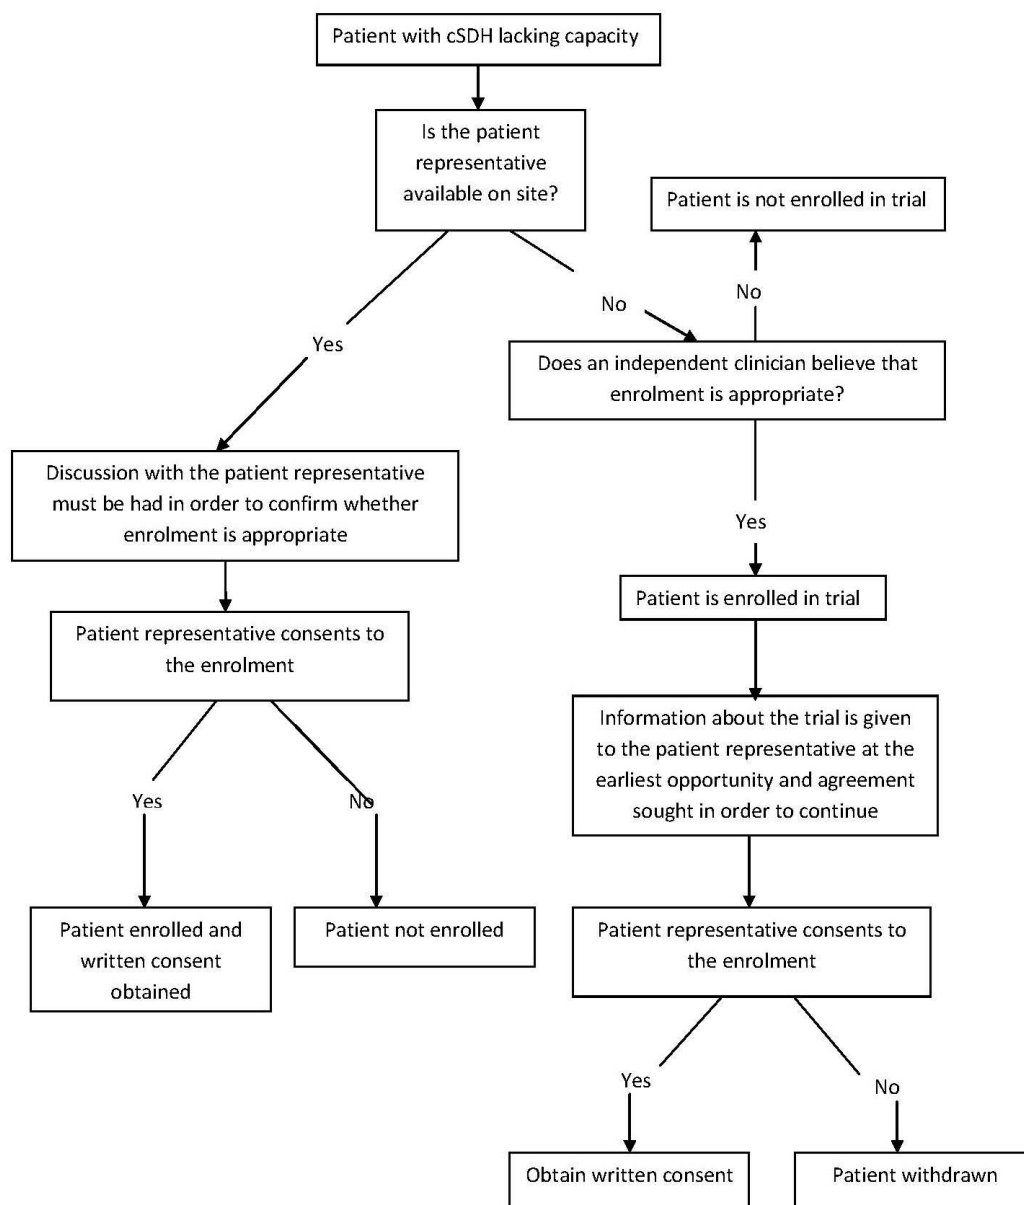 Patient with cSDH lacking capacity
Is the patient
representative
available on site?
Patient is not enrolled in trial
No
No
Yes
Does an independent clinician believe that
enrolment is appropriate?
Discussion with the patient representative
must be had in order to confirm whether
enrolment is appropriate
Yes
Patient is enrolled in trial
Patient representative consents to
the enrolment
Information about the trial is given
to the patient representative at the
earliest opportunity and agreement
sought in order to continue
Yes
No
Patient enrolled and
written consent
obtained
Patient not enrolled
Patient representative consents to
the enrolment
Yes
No
Obtain written consent
Patient withdrawn